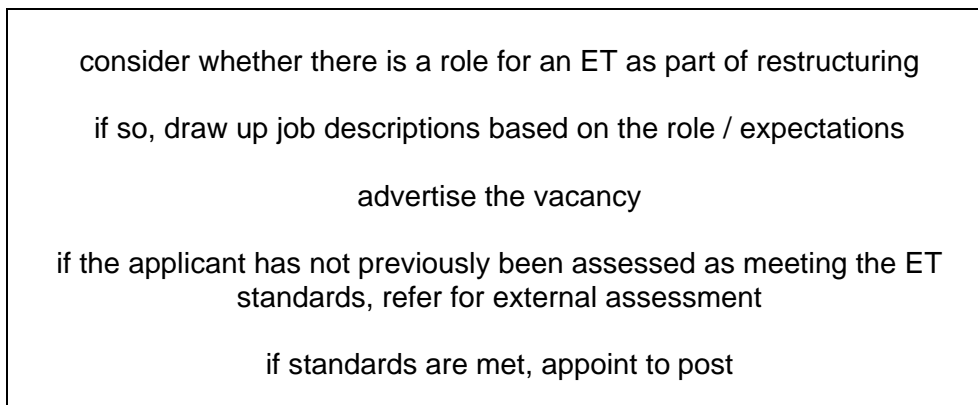 consider whether there is a role for an ET as part of restructuring
if so, draw up job descriptions based on the role / expectations
advertise the vacancy
if the applicant has not previously been assessed as meeting the ET
standards, refer for external assessment
if standards are met, appoint to post